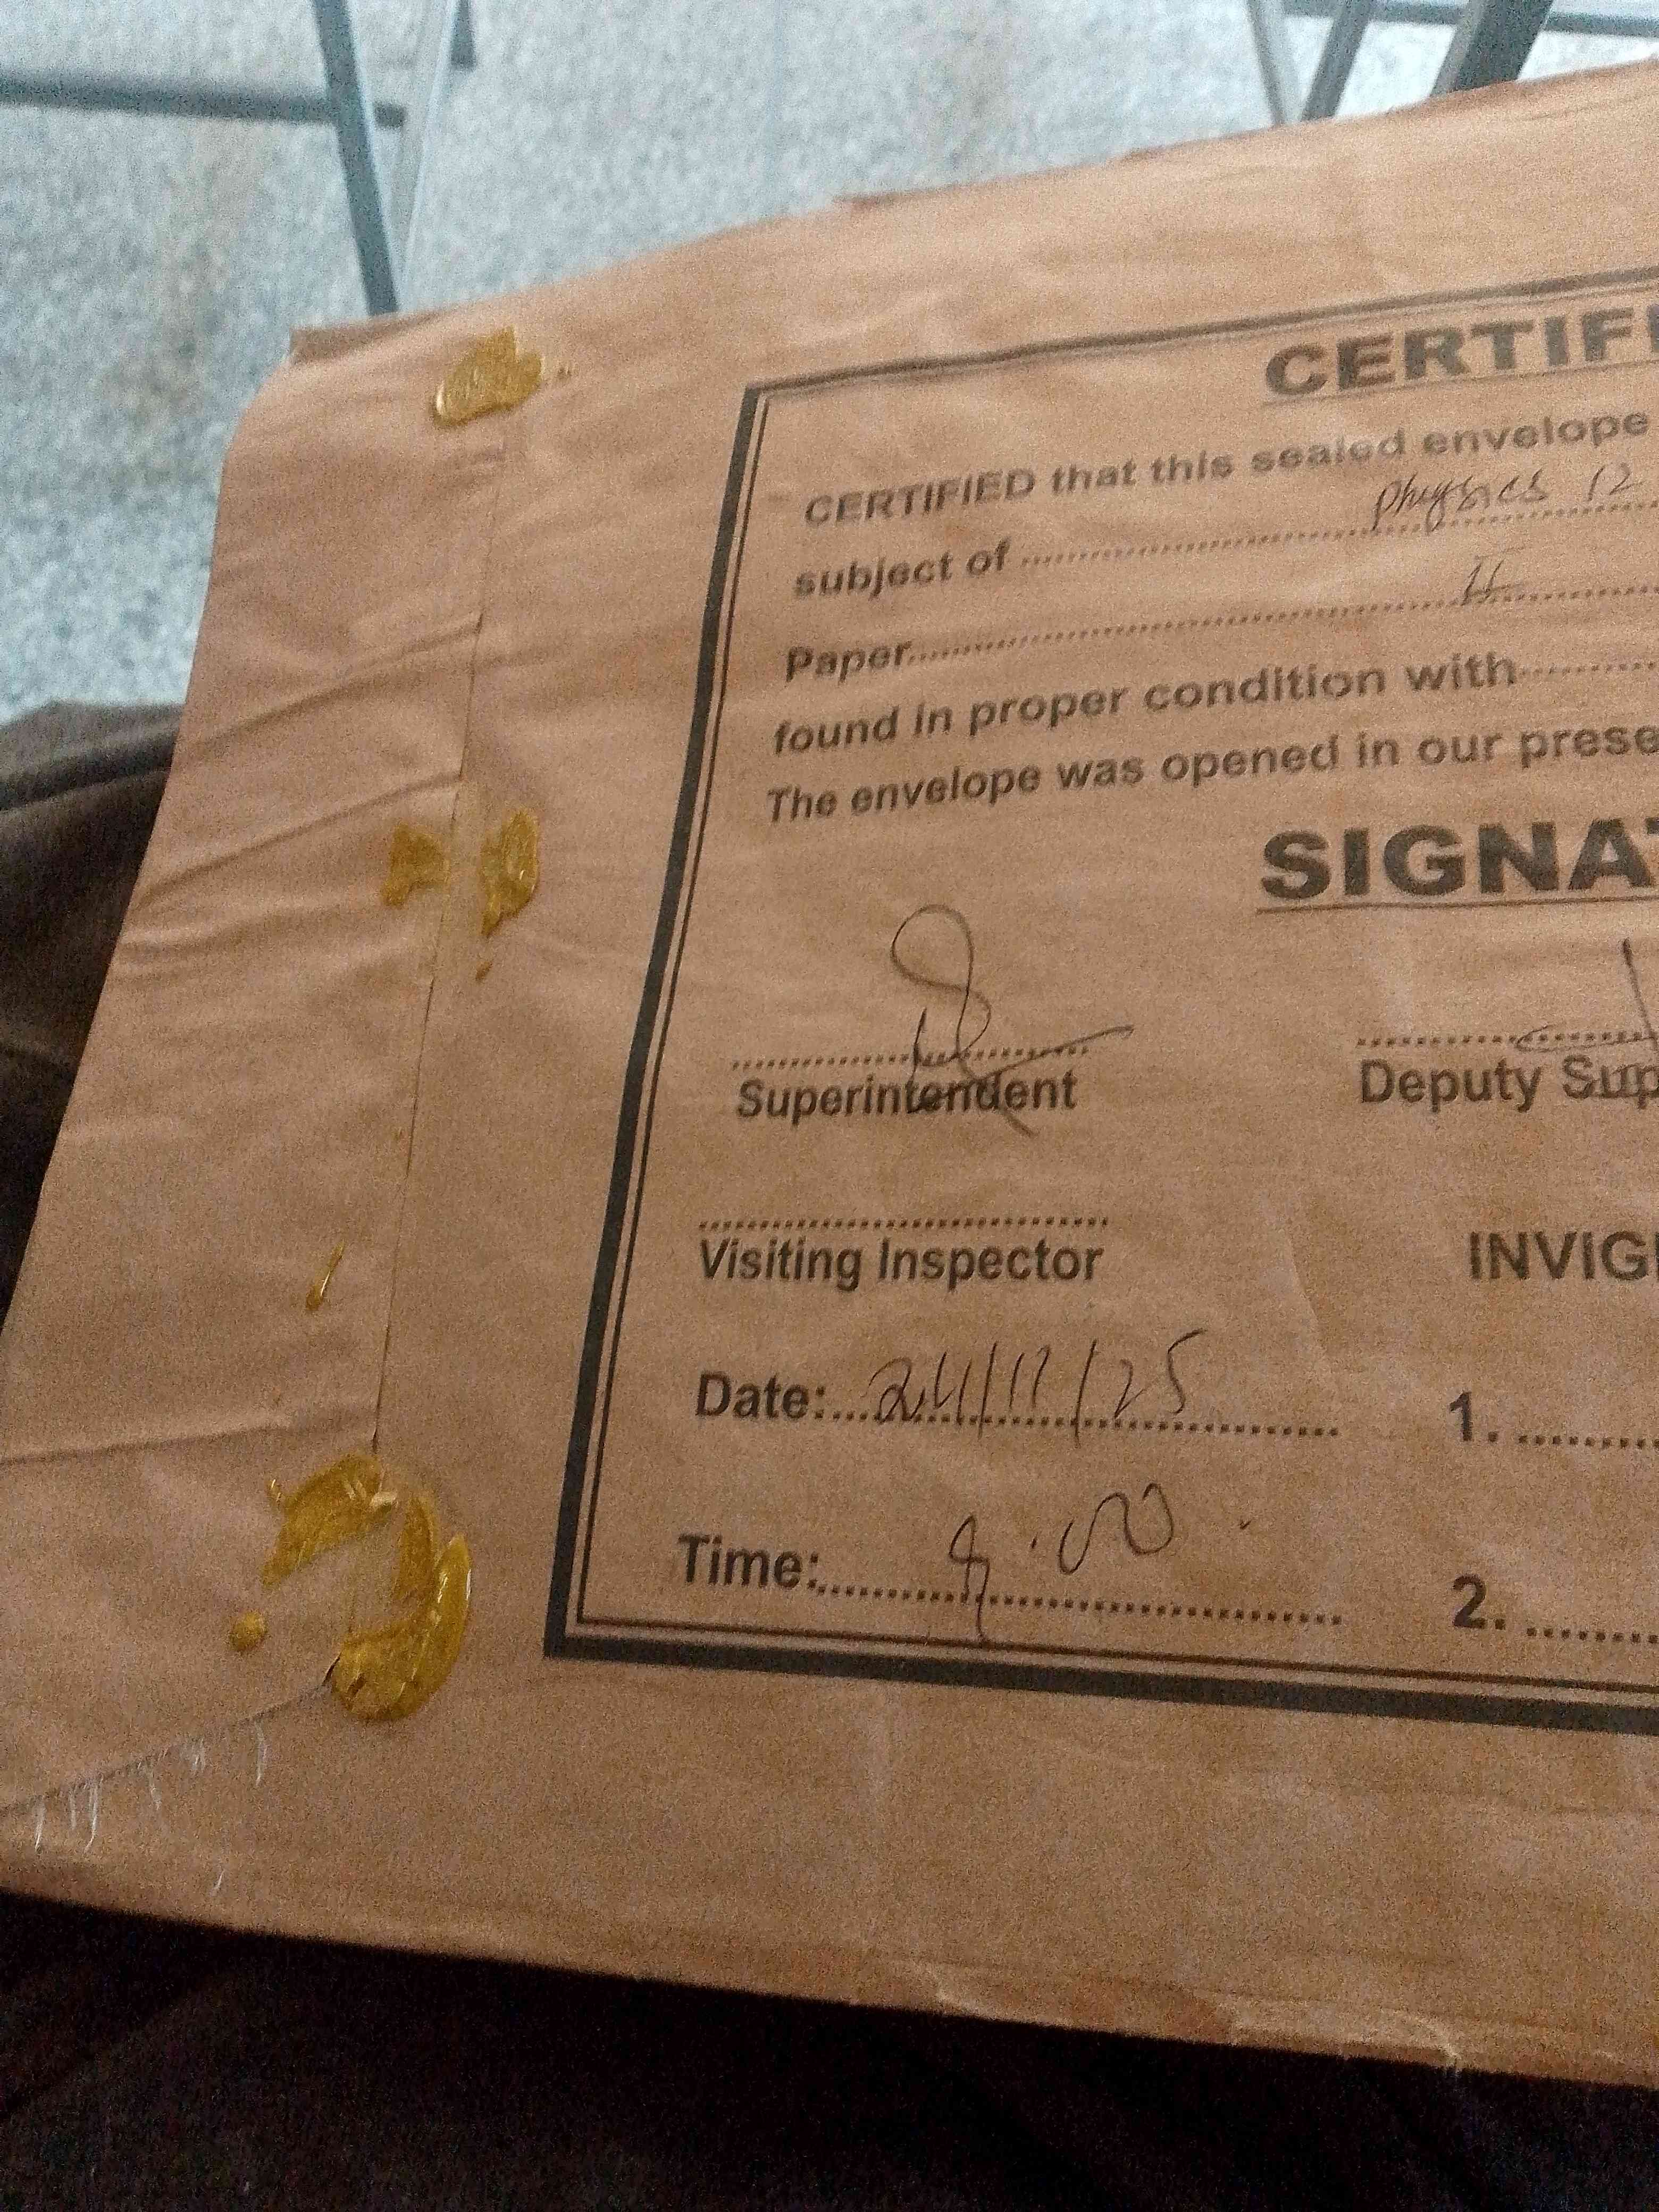 CERTIFI
CERTIFIED that this sealed envelope
subject of ........ Physics 12
Paper ........ II
found in proper condition with ........
The envelope was opened in our prese
SIGNAT
Superintendent
Deputy Sup
Visiting Inspector
INVIGI
Date: 24/11/25
1. ........
Time: 9.00
2. ........